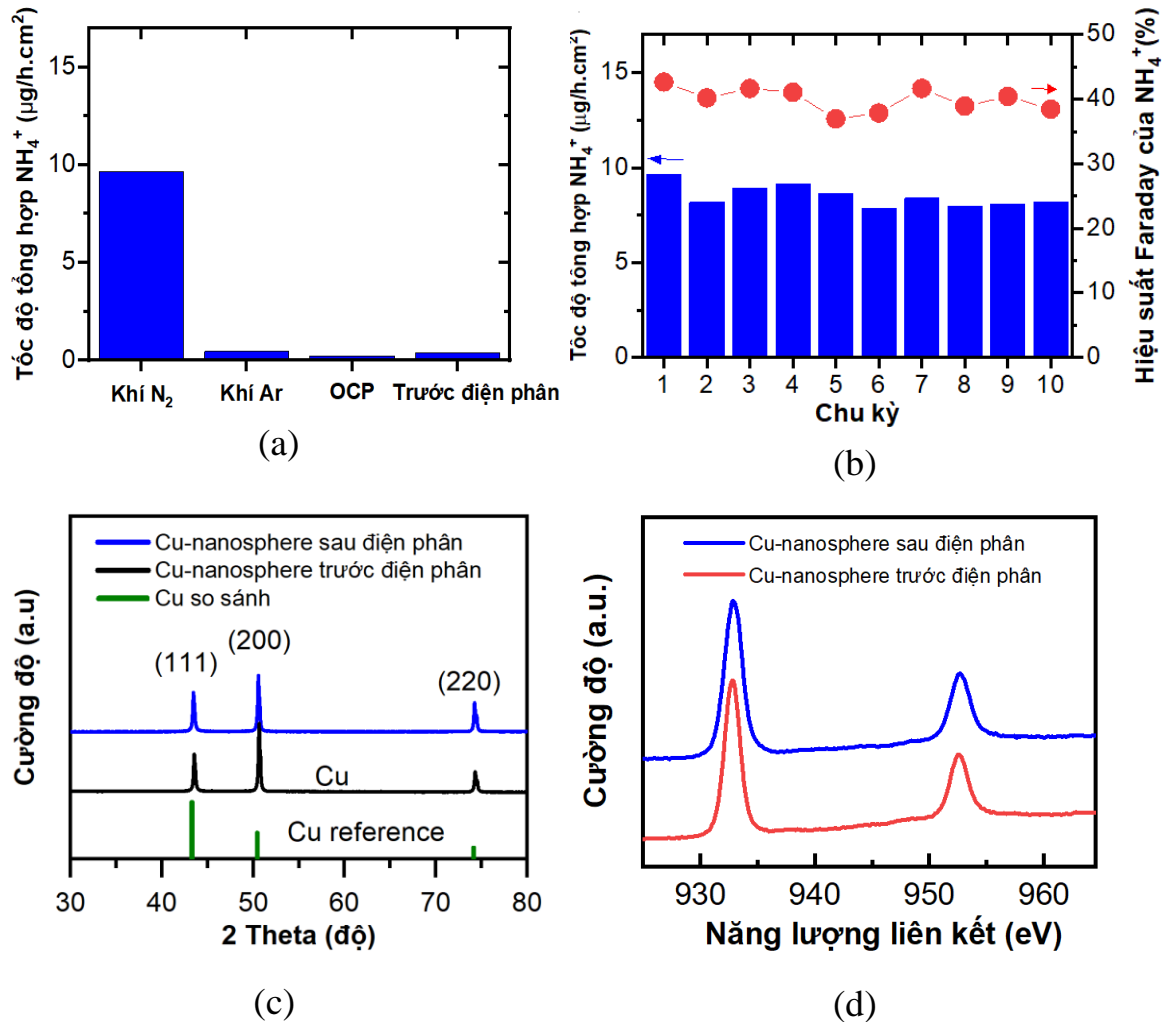 Tốc độ tổng hợp NH₄⁺ (µg/h.cm²)
15
10
5
0
Khí N₂ Khí Ar OCP Trước điện phân
(a)
Tốc độ tổng hợp NH₄⁺ (µg/h.cm²)
15
10
5
0
50
40
30
20
10
0
Hiệu suất Faraday của NH₄⁺(%)
1 2 3 4 5 6 7 8 9 10
Chu kỳ
(b)
Cường độ (a.u)
Cu-nanosphere sau điện phân
Cu-nanosphere trước điện phân
Cu so sánh
(111) (200) (220)
Cu
Cu reference
30 40 50 60 70 80
2 Theta (độ)
(c)
Cường độ (a.u.)
Cu-nanosphere sau điện phân
Cu-nanosphere trước điện phân
930 940 950 960
Năng lượng liên kết (eV)
(d)